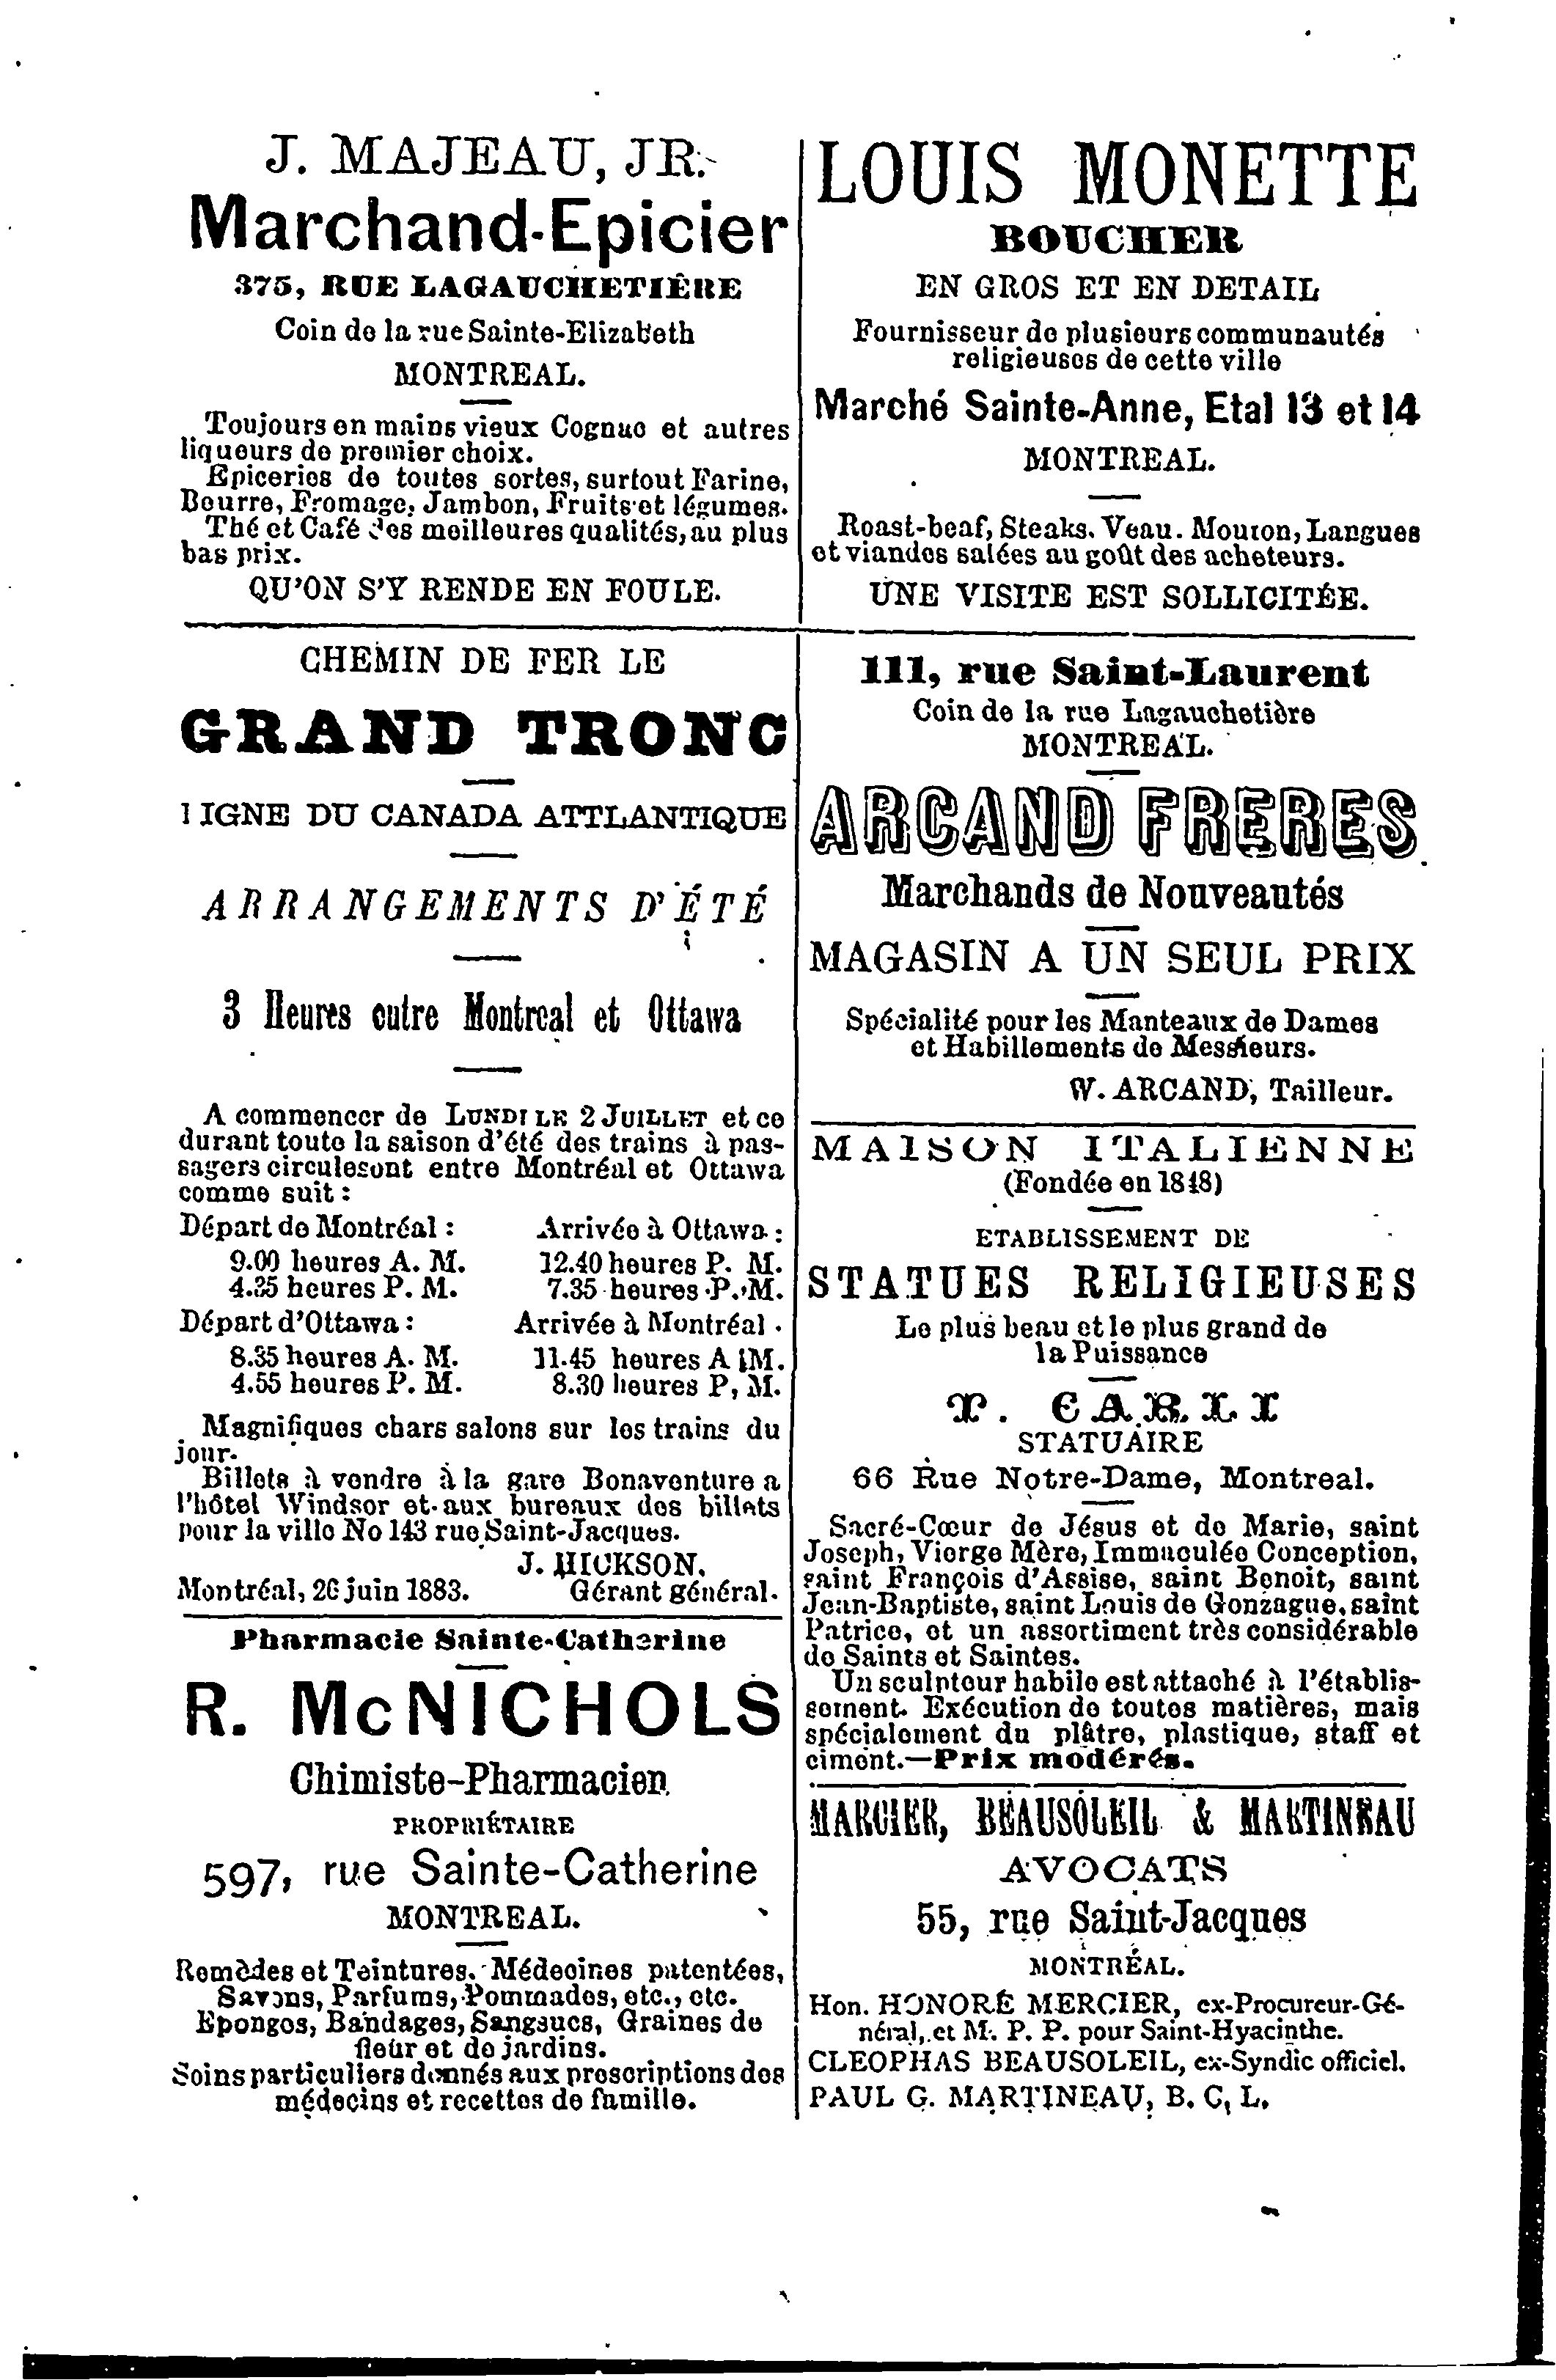 J. MAJEAU, JR.
Marchand-Epicier
375, RUE LAGAUCHETIÈRE
Coin de la rue Sainte-Elizabeth
MONTREAL.
Toujours en mains vieux Cognac et autres
liqueurs de premier choix.
Epiceries de toutes sortes, surtout Farine,
Beurre, Fromage, Jambon, Fruits et légumes.
Thé et Café des meilleures qualités, au plus
bas prix.
QU'ON S'Y RENDE EN FOULE.
CHEMIN DE FER LE
GRAND TRONC
LIGNE DU CANADA ATTLANTIQUE
ARRANGEMENTS D'ÉTÉ
3 Heures entre Montreal et Ottawa
A commencer de LUNDI LE 2 JUILLET et ce
durant toute la saison d'été des trains à pas-
sagers circulesont entre Montréal et Ottawa
comme suit :
Départ de Montréal : Arrivée à Ottawa :
9.00 heures A. M. 12.40 heures P. M.
4.35 heures P. M. 7.35 heures P. M.
Départ d'Ottawa : Arrivée à Montréal .
8.35 heures A. M. 11.45 heures A M.
4.55 heures P. M. 8.30 heures P, M.
Magnifiques chars salons sur les trains du
jour.
Billets à vendre à la gare Bonaventure a
l'hôtel Windsor et aux bureaux des billets
pour la ville No 143 rue Saint-Jacques.
J. HICKSON,
Montréal, 26 juin 1883. Gérant général.
Pharmacie Sainte-Catherine
R. McNICHOLS
Chimiste-Pharmacien
PROPRIÉTAIRE
597, rue Sainte-Catherine
MONTREAL.
Remèdes et Teintures. Médecines patentées,
Savons, Parfums, Pommades, etc., etc.
Eponges, Bandages, Sangsues, Graines de
fleur et de jardins.
Soins particuliers donnés aux prescriptions des
médecins et recettes de famille.
LOUIS MONETTE
BOUCHER
EN GROS ET EN DETAIL
Fournisseur de plusieurs communautés
religieuses de cette ville
Marché Sainte-Anne, Etal 13 et 14
MONTREAL.
Roast-beaf, Steaks. Veau. Mouton, Langues
et viandes salées au goût des acheteurs.
UNE VISITE EST SOLLICITÉE.
111, rue Saint-Laurent
Coin de la rue Lagauchetière
MONTREAL.
ARCAND FRERES
Marchands de Nouveautés
MAGASIN A UN SEUL PRIX
Spécialité pour les Manteaux de Dames
et Habillements de Messieurs.
W. ARCAND, Tailleur.
MAISON ITALIENNE
(Fondée en 1848)
ETABLISSEMENT DE
STATUES RELIGIEUSES
Le plus beau et le plus grand de
la Puissance
T. CARLI
STATUAIRE
66 Rue Notre-Dame, Montreal.
Sacré-Cœur de Jésus et de Marie, saint
Joseph, Vierge Mère, Immaculée Conception,
saint François d'Assise, saint Benoit, saint
Jean-Baptiste, saint Louis de Gonzague, saint
Patrice, et un assortiment très considérable
de Saints et Saintes.
Un sculpteur habile est attaché à l'établis-
sement. Exécution de toutes matières, mais
spécialement du plâtre, plastique, staff et
ciment.—Prix modérés.
MARCIER, BEAUSOLEIL & MARTINEAU
AVOCATS
55, rue Saint-Jacques
MONTRÉAL.
Hon. HONORÉ MERCIER, ex-Procureur-Gé-
néral, et M. P. P. pour Saint-Hyacinthe.
CLEOPHAS BEAUSOLEIL, ex-Syndic officiel.
PAUL G. MARTINEAU, B. C, L.